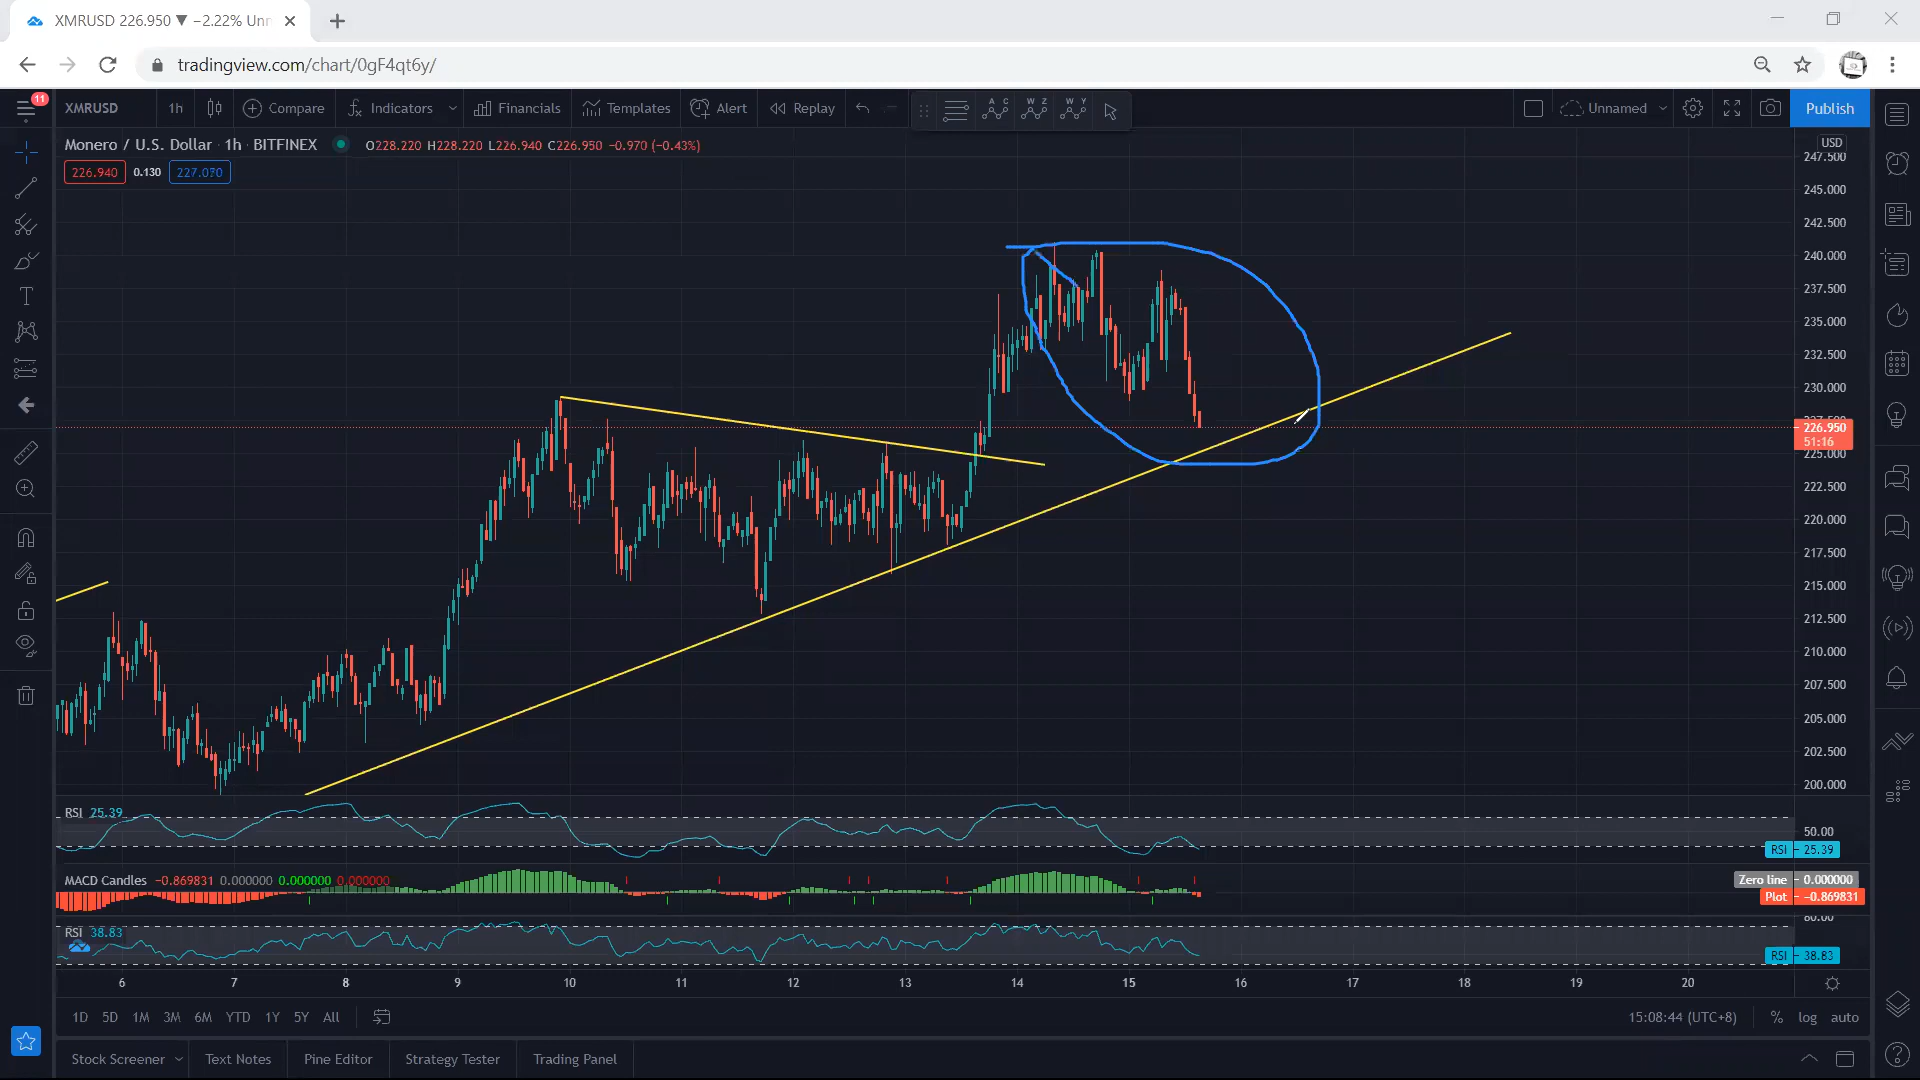 XMRUSD 226.950 ▼ −2.22% Unn
tradingview.com/chart/0gF4qt6y/
11
XMRUSD 1h Compare Indicators Financials Templates Alert Replay Unnamed Publish
A C W Z W Y
Monero / U.S. Dollar · 1h · BITFINEX O228.220 H228.220 L226.940 C226.950 −0.970 (−0.43%)
226.940 0.130 227.070
USD
247.500
245.000
242.500
240.000
237.500
235.000
232.500
230.000
226.950
51:16
225.000
222.500
220.000
217.500
215.000
212.500
210.000
207.500
205.000
202.500
200.000
RSI 25.39
50.00
RSI 25.39
MACD Candles −0.869831 0.000000 0.000000 0.000000
Zero line 0.000000
Plot −0.869831
80.00
RSI 38.83
RSI 38.83
6 7 8 9 10 11 12 13 14 15 16 17 18 19 20
1D 5D 1M 3M 6M YTD 1Y 5Y All 15:08:44 (UTC+8) % log auto
Stock Screener Text Notes Pine Editor Strategy Tester Trading Panel